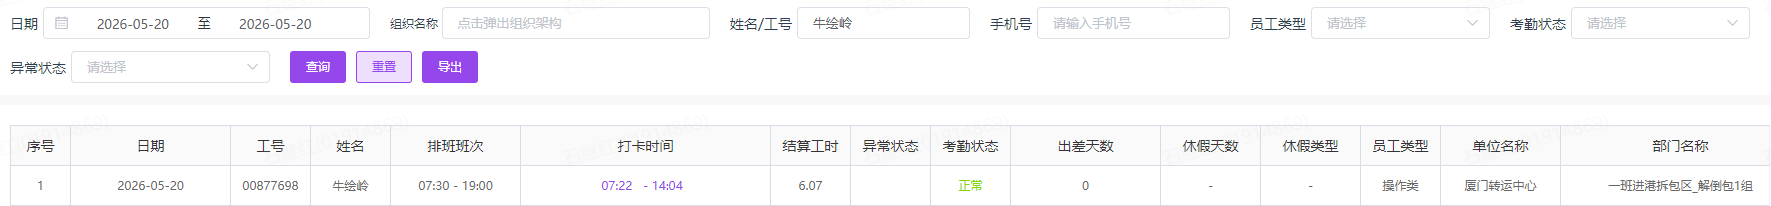 日期 2026-05-20 至 2026-05-20 组织名称 点击弹出组织架构 姓名/工号 牛绘岭 手机号 请输入手机号 员工类型 请选择 考勤状态 请选择
异常状态 请选择 查询 重置 导出
序号 日期 工号 姓名 排班班次 打卡时间 结算工时 异常状态 考勤状态 出差天数 休假天数 休假类型 员工类型 单位名称 部门名称
1 2026-05-20 00877698 牛绘岭 07:30 - 19:00 07:22 - 14:04 6.07 正常 0 - - 操作类 厦门转运中心 一班进港拆包区_解倒包1组